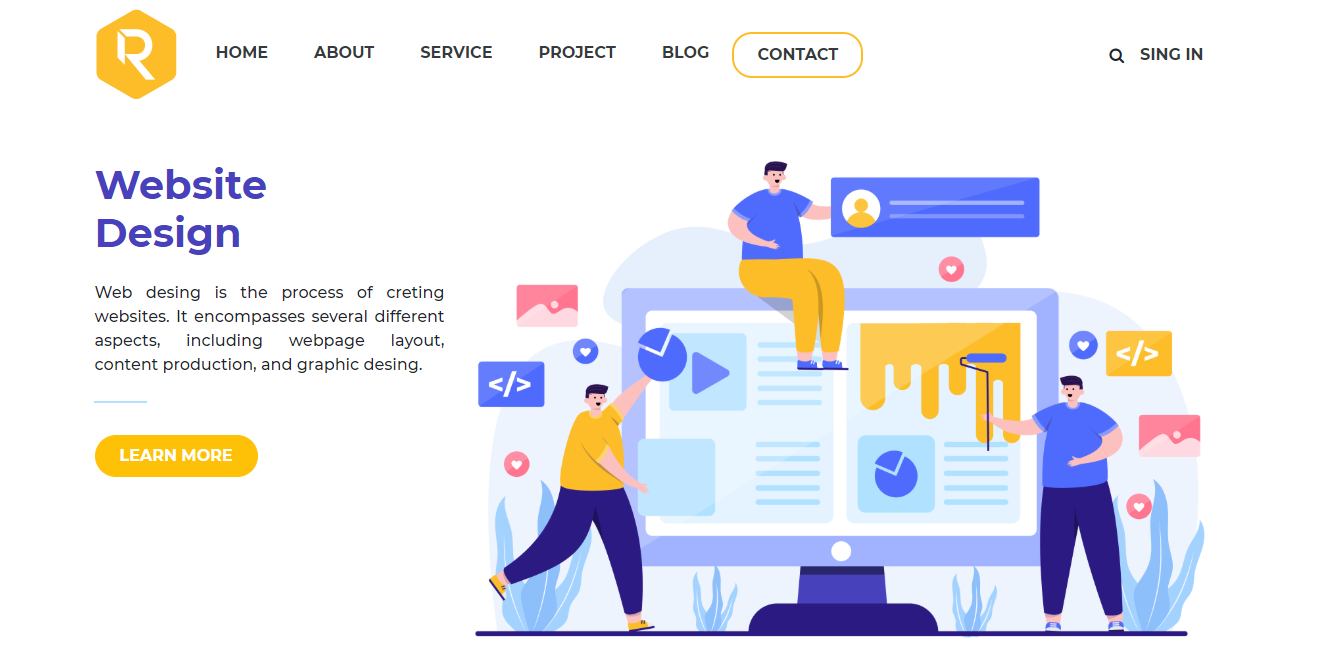 R
HOME ABOUT SERVICE PROJECT BLOG CONTACT SING IN
Website
Design
Web desing is the process of creting
websites. It encompasses several different
aspects, including webpage layout,
content production, and graphic desing.
LEARN MORE
</>
</>